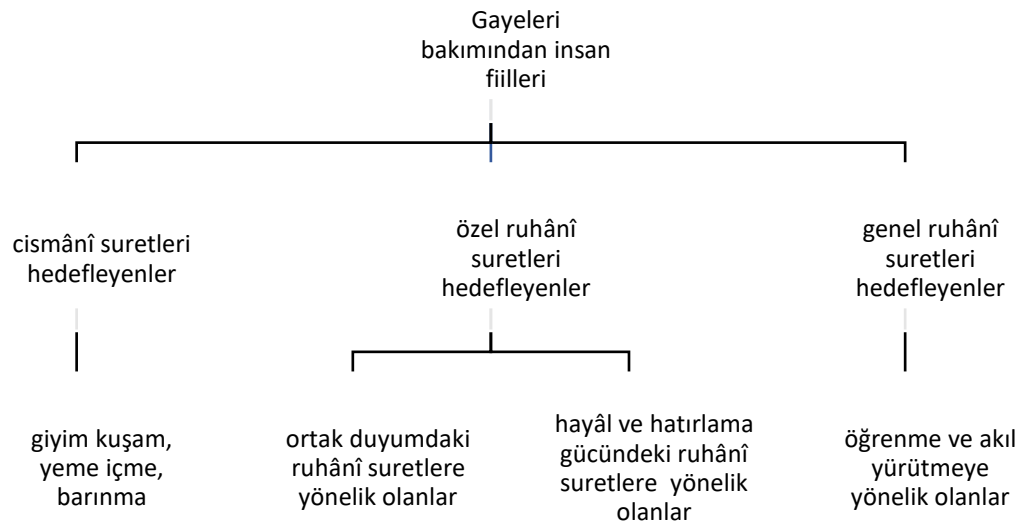 Gayeleri
bakımından insan
fiilleri
cismânî suretleri
hedefleyenler
özel ruhânî
suretleri
hedefleyenler
genel ruhânî
suretleri
hedefleyenler
giyim kuşam,
yeme içme,
barınma
ortak duyumdaki
ruhânî suretlere
yönelik olanlar
hayâl ve hatırlama
gücündeki ruhânî
suretlere yönelik
olanlar
öğrenme ve akıl
yürütmeye
yönelik olanlar